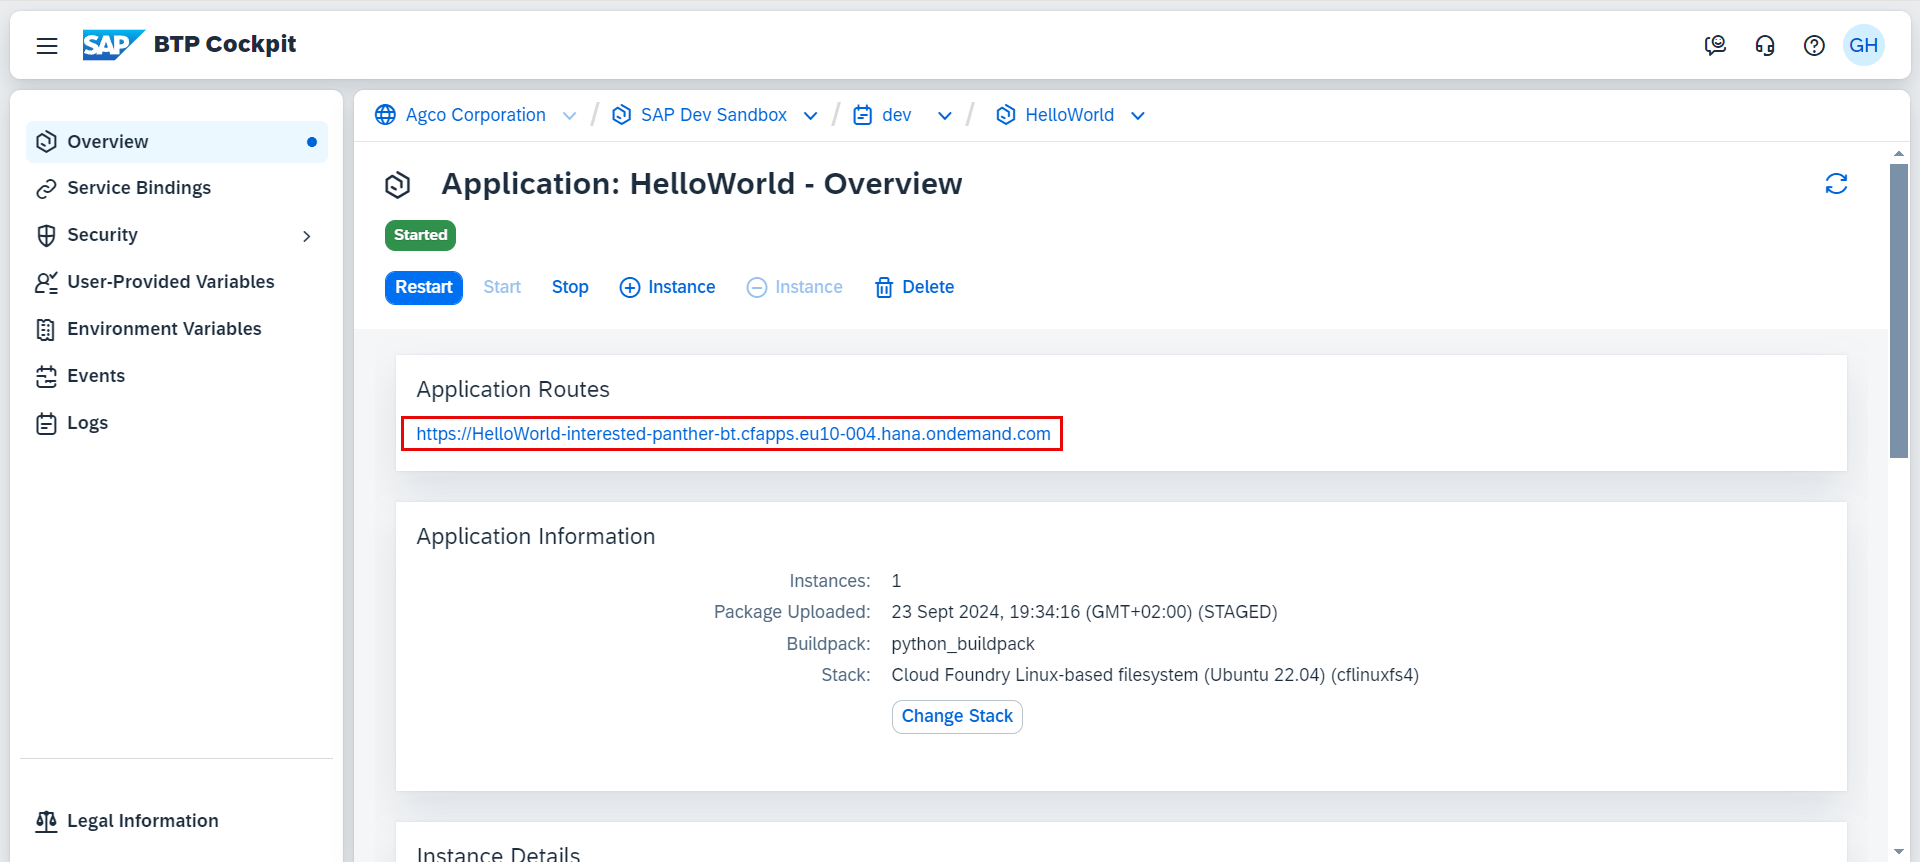 SAP BTP Cockpit
GH
Overview
Service Bindings
Security
User-Provided Variables
Environment Variables
Events
Logs
Legal Information
Agco Corporation / SAP Dev Sandbox / dev / HelloWorld
Application: HelloWorld - Overview
Started
Restart Start Stop Instance Instance Delete
Application Routes
https://HelloWorld-interested-panther-bt.cfapps.eu10-004.hana.ondemand.com
Application Information
Instances: 1
Package Uploaded: 23 Sept 2024, 19:34:16 (GMT+02:00) (STAGED)
Buildpack: python_buildpack
Stack: Cloud Foundry Linux-based filesystem (Ubuntu 22.04) (cflinuxfs4)
Change Stack
Instance Details